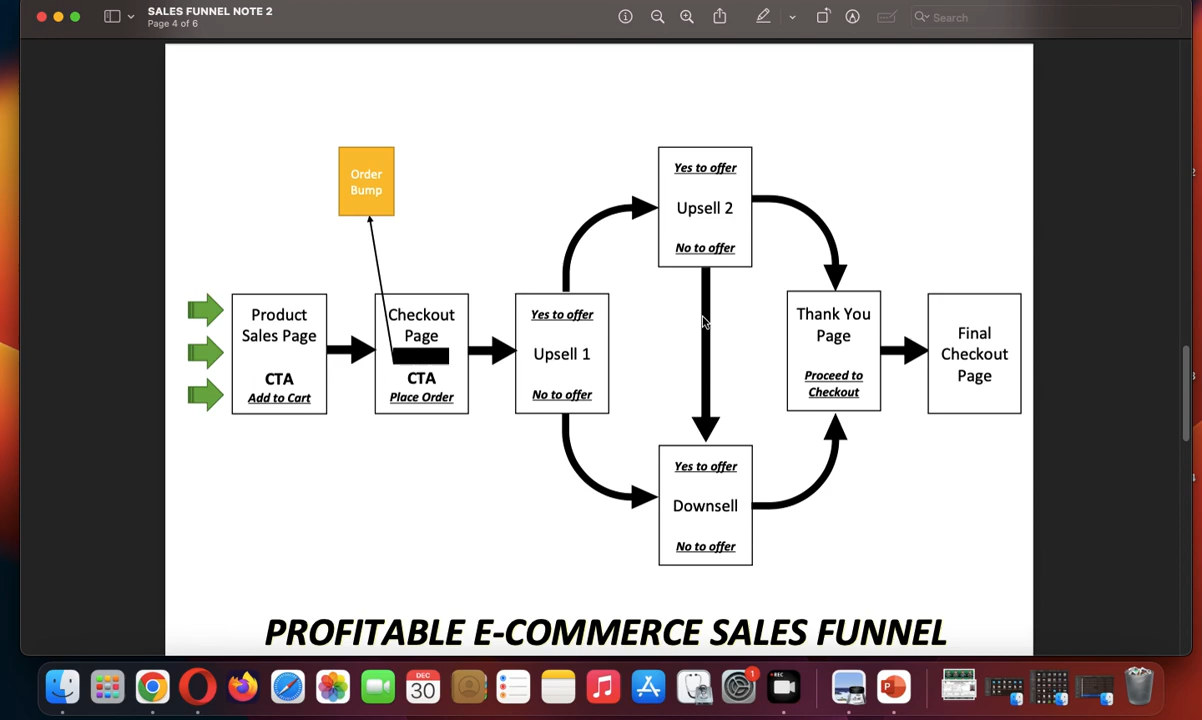 SALES FUNNEL NOTE 2
Page 4 of 6
Search
Order
Bump
Product
Sales Page
CTA
Add to Cart
Checkout
Page
CTA
Place Order
Yes to offer
Upsell 1
No to offer
Yes to offer
Upsell 2
No to offer
Yes to offer
Downsell
No to offer
Thank You
Page
Proceed to
Checkout
Final
Checkout
Page
PROFITABLE E-COMMERCE SALES FUNNEL
DEC
30
1
REC